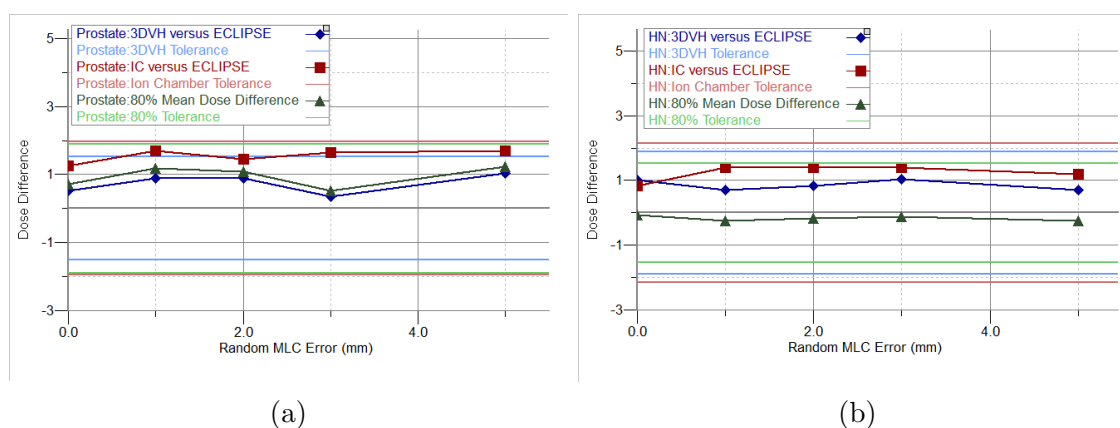 5
3
1
-1
-3
Dose Difference
Prostate:3DVH versus ECLIPSE
Prostate:3DVH Tolerance
Prostate:IC versus ECLIPSE
Prostate:Ion Chamber Tolerance
Prostate:80% Mean Dose Difference
Prostate:80% Tolerance
0.0 2.0 4.0
Random MLC Error (mm)
(a)
5
3
1
-1
-3
Dose Difference
HN:3DVH versus ECLIPSE
HN:3DVH Tolerance
HN:IC versus ECLIPSE
HN:Ion Chamber Tolerance
HN:80% Mean Dose Difference
HN:80% Tolerance
0.0 2.0 4.0
Random MLC Error (mm)
(b)